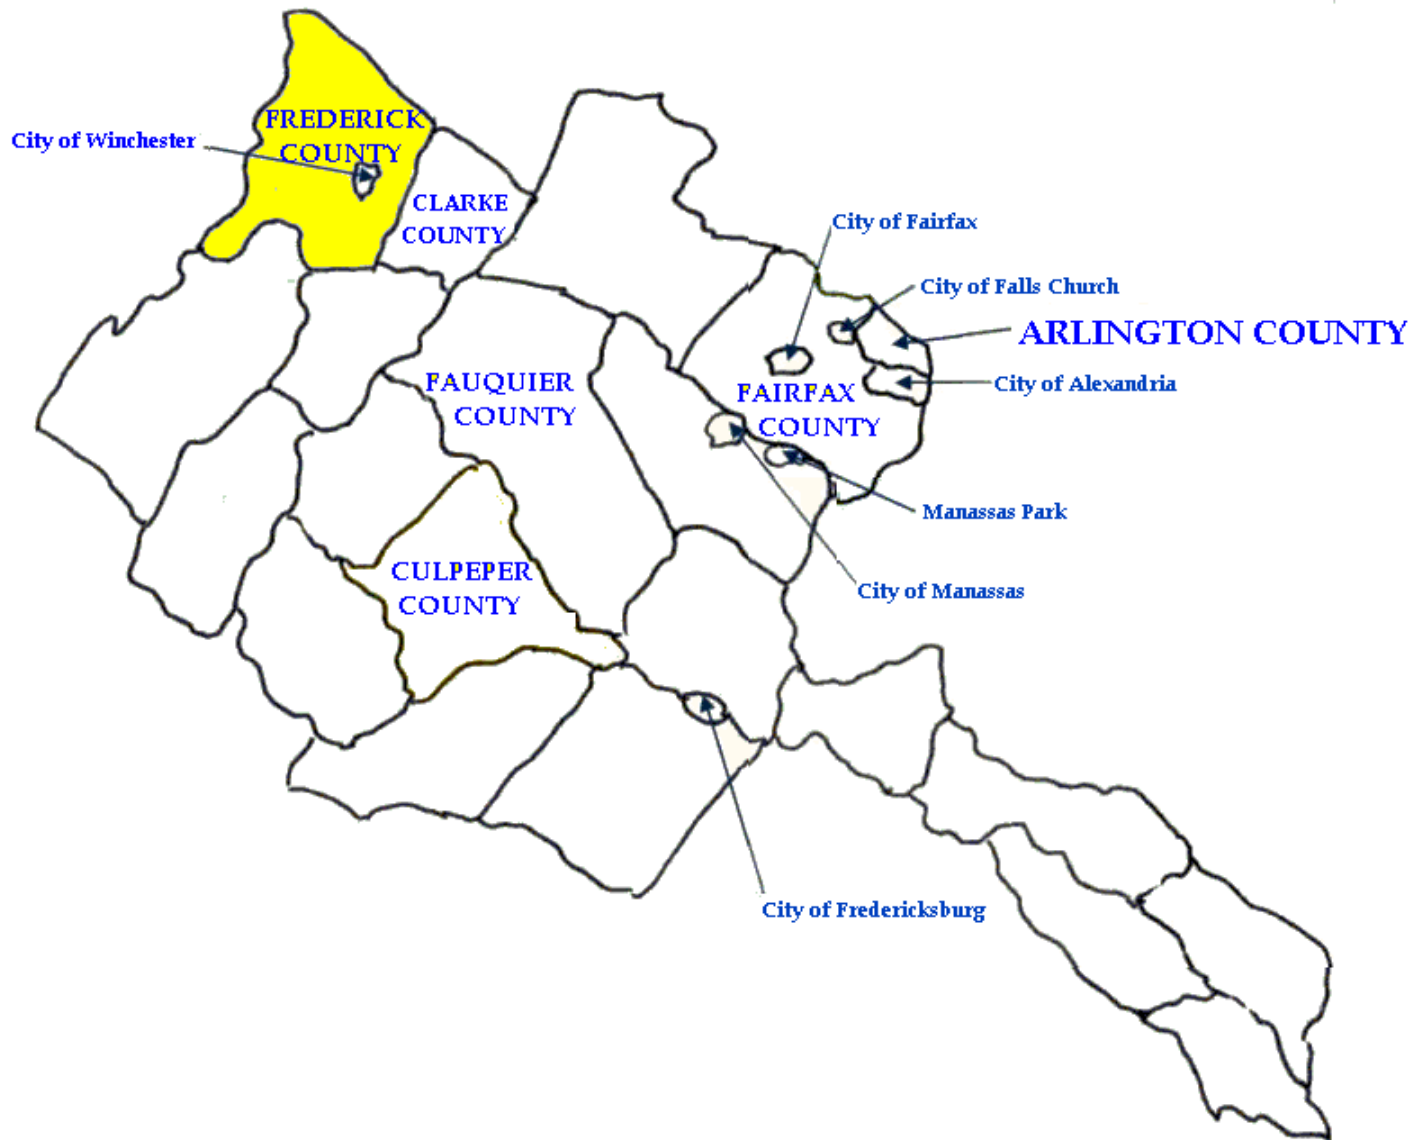 FREDERICK
COUNTY
City of Winchester
CLARKE
COUNTY
City of Fairfax
City of Falls Church
ARLINGTON COUNTY
City of Alexandria
FAUQUIER
COUNTY
FAIRFAX
COUNTY
Manassas Park
CULPEPER
COUNTY
City of Manassas
City of Fredericksburg